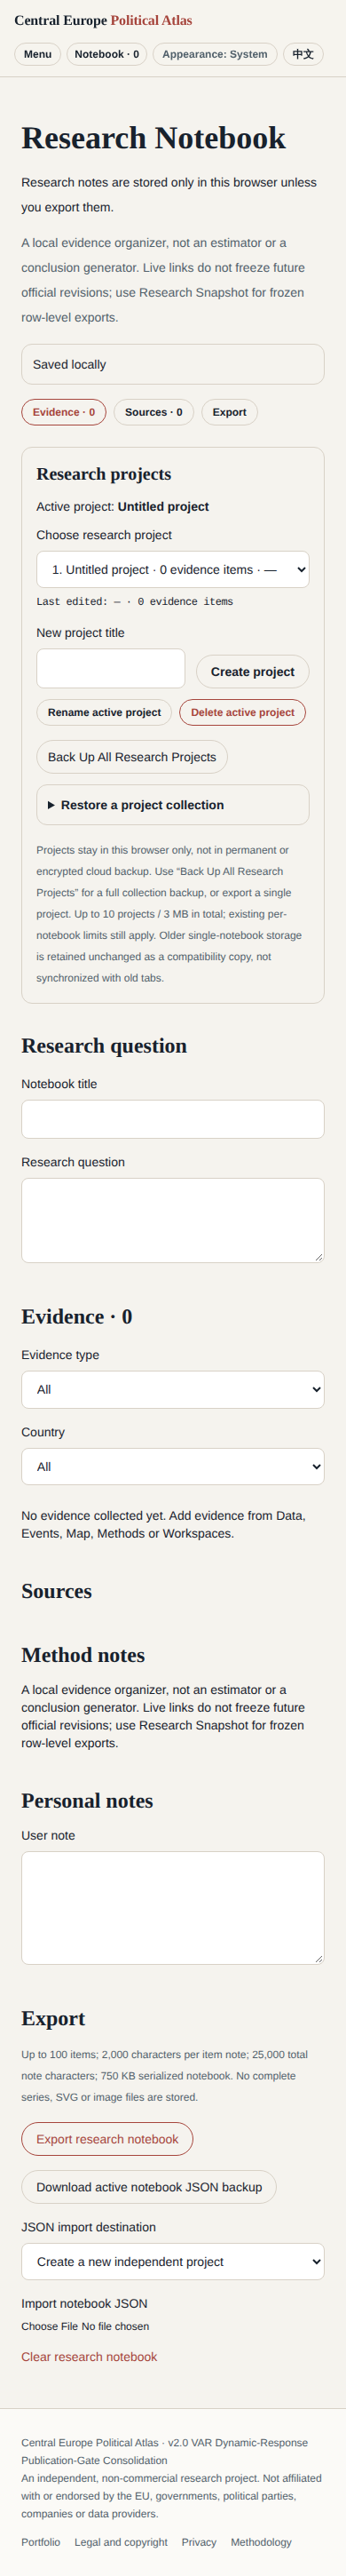 Central Europe Political Atlas
Menu
Notebook · 0
Appearance: System
中文
Research Notebook
Research notes are stored only in this browser unless
you export them.
A local evidence organizer, not an estimator or a
conclusion generator. Live links do not freeze future
official revisions; use Research Snapshot for frozen
row-level exports.
Saved locally
Evidence · 0
Sources · 0
Export
Research projects
Active project: Untitled project
Choose research project
1. Untitled project · 0 evidence items · —
Last edited: — · 0 evidence items
New project title
Create project
Rename active project
Delete active project
Back Up All Research Projects
Restore a project collection
Projects stay in this browser only, not in permanent or
encrypted cloud backup. Use “Back Up All Research
Projects” for a full collection backup, or export a single
project. Up to 10 projects / 3 MB in total; existing per-
notebook limits still apply. Older single-notebook storage
is retained unchanged as a compatibility copy, not
synchronized with old tabs.
Research question
Notebook title
Research question
Evidence · 0
Evidence type
All
Country
All
No evidence collected yet. Add evidence from Data,
Events, Map, Methods or Workspaces.
Sources
Method notes
A local evidence organizer, not an estimator or a
conclusion generator. Live links do not freeze future
official revisions; use Research Snapshot for frozen
row-level exports.
Personal notes
User note
Export
Up to 100 items; 2,000 characters per item note; 25,000 total
note characters; 750 KB serialized notebook. No complete
series, SVG or image files are stored.
Export research notebook
Download active notebook JSON backup
JSON import destination
Create a new independent project
Import notebook JSON
Choose File No file chosen
Clear research notebook
Central Europe Political Atlas · v2.0 VAR Dynamic-Response
Publication-Gate Consolidation
An independent, non-commercial research project. Not affiliated
with or endorsed by the EU, governments, political parties,
companies or data providers.
Portfolio
Legal and copyright
Privacy
Methodology